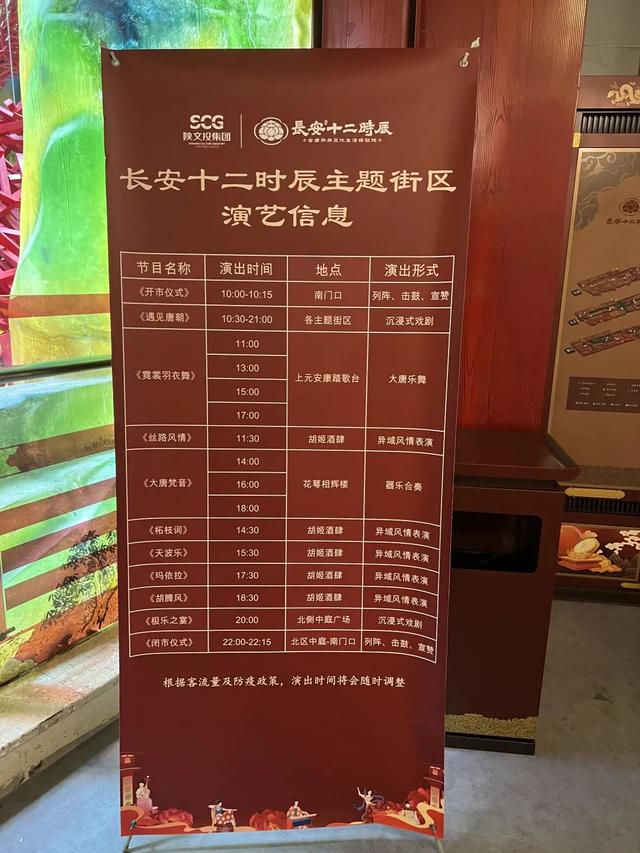 SCG
陕文投集团
長安十二時辰
长安十二时辰主题街区
演艺信息
节目名称 演出时间 地点 演出形式
《开市仪式》 10:00-10:15 南门口 列阵、击鼓、宣赞
《遇见唐朝》 10:30-21:00 各主题街区 沉浸式戏剧
《霓裳羽衣舞》 11:00 13:00 15:00 17:00 上元安康踏歌台 大唐乐舞
《丝路风情》 11:30 胡姬酒肆 异域风情表演
《大唐梵音》 14:00 16:00 18:00 花萼相辉楼 器乐合奏
《柘枝词》 14:30 胡姬酒肆 异域风情表演
《天波乐》 15:30 胡姬酒肆 异域风情表演
《玛依拉》 17:30 胡姬酒肆 异域风情表演
《胡腾风》 18:30 胡姬酒肆 异域风情表演
《极乐之宴》 20:00 北侧中庭广场 沉浸式戏剧
《闭市仪式》 22:00-22:15 北区中庭-南门口 列阵、击鼓、宣赞
根据客流量及防疫政策，演出时间将会随时调整
長安十二時辰